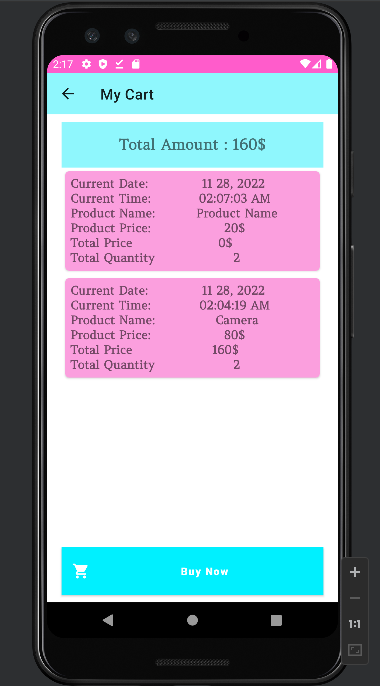 2:17
My Cart
Total Amount : 160$
Current Date: 11 28, 2022
Current Time: 02:07:03 AM
Product Name: Product Name
Product Price: 20$
Total Price 0$
Total Quantity 2
Current Date: 11 28, 2022
Current Time: 02:04:19 AM
Product Name: Camera
Product Price: 80$
Total Price 160$
Total Quantity 2
Buy Now
1:1